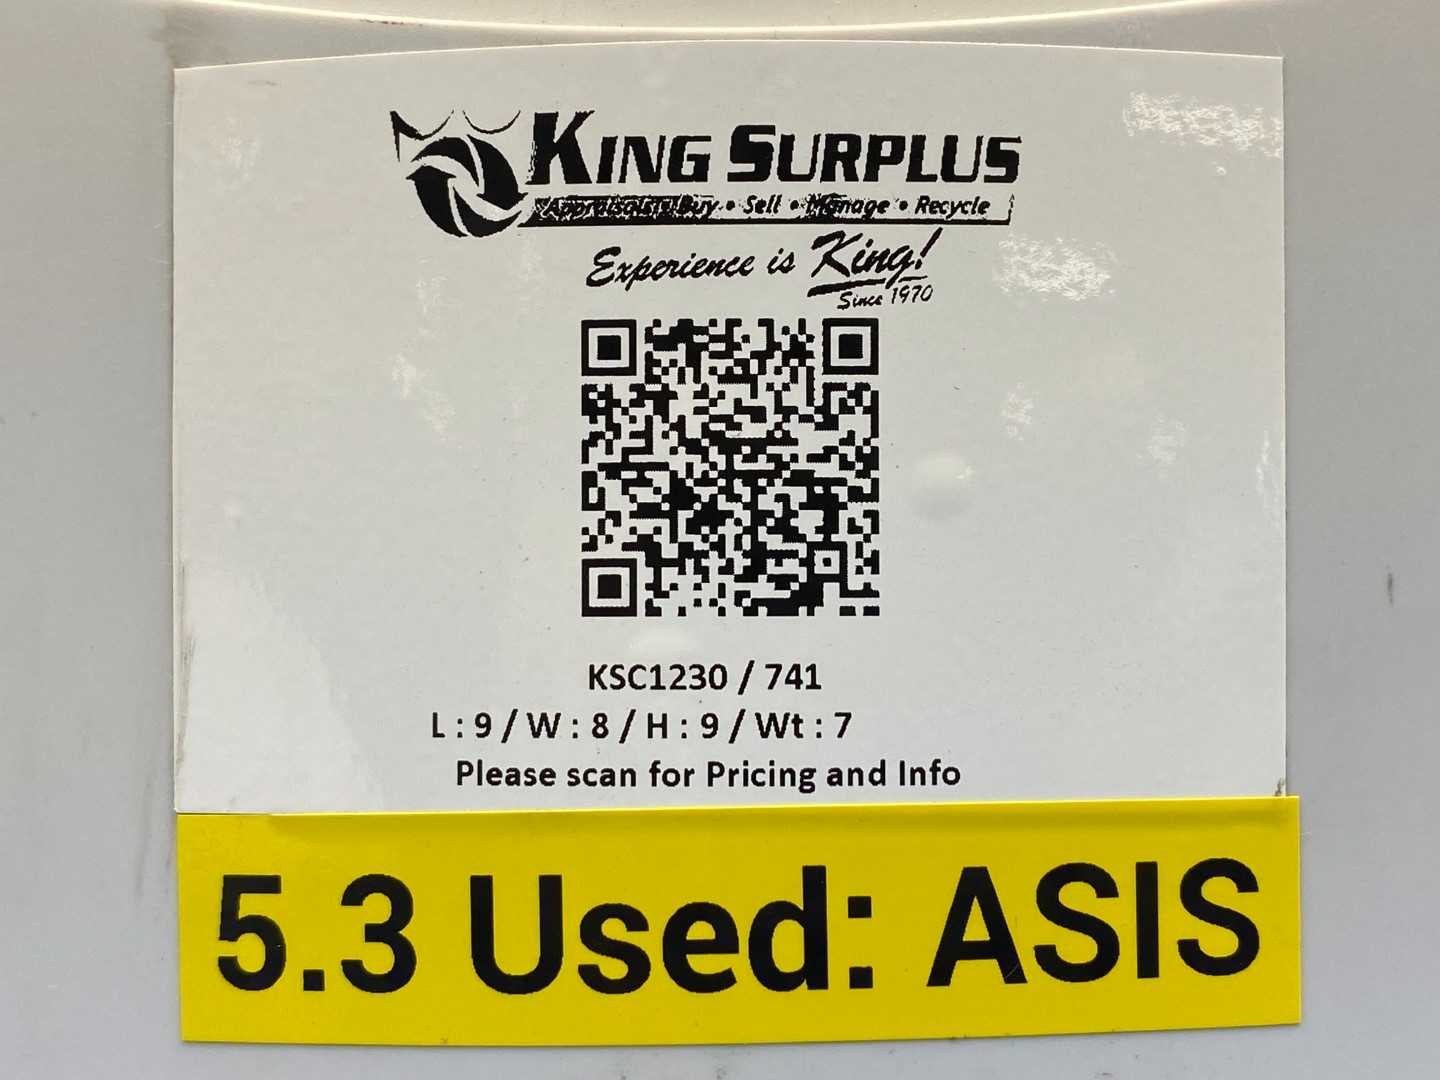 KING SURPLUS
Appraisals • Buy • Sell • Manage • Recycle
Experience is King!
Since 1970
KSC1230 / 741
L : 9 / W : 8 / H : 9 / Wt : 7
Please scan for Pricing and Info
5.3 Used: ASIS